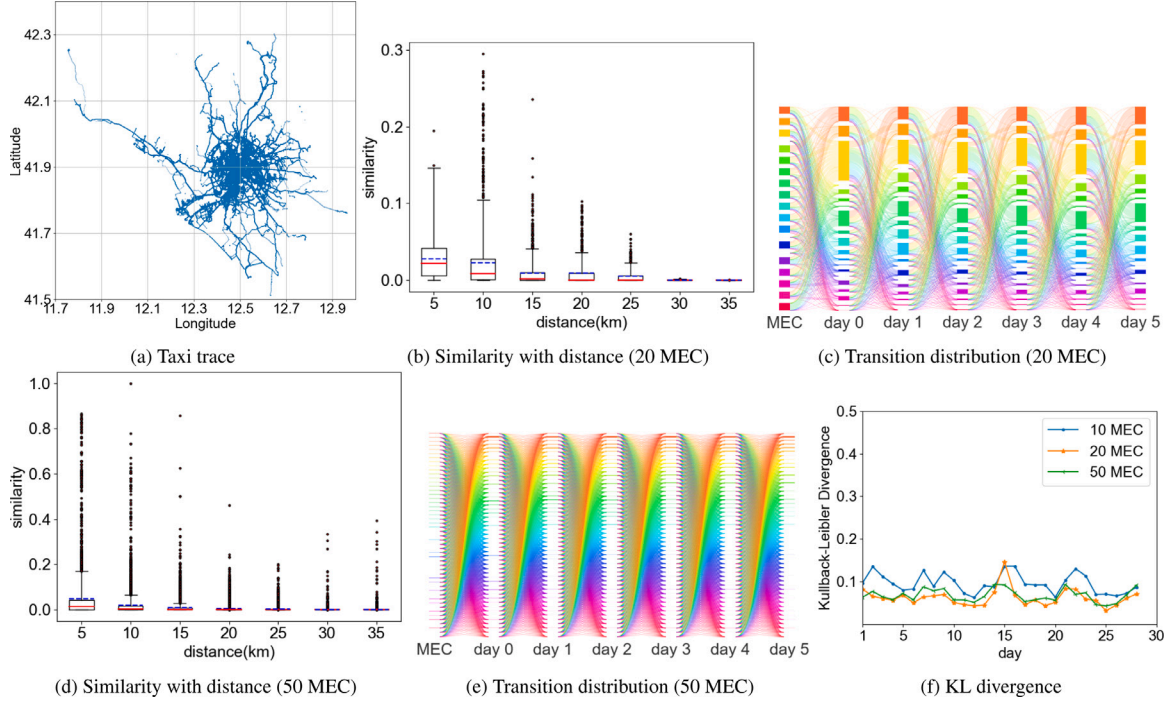 42.3
42.1
41.9
41.7
41.5
Latitude
11.7 11.9 12.1 12.3 12.5 12.7 12.9
Longitude
(a) Taxi trace
0.3
0.2
0.1
0.0
similarity
5 10 15 20 25 30 35
distance(km)
(b) Similarity with distance (20 MEC)
MEC day 0 day 1 day 2 day 3 day 4 day 5
(c) Transition distribution (20 MEC)
1.0
0.8
0.6
0.4
0.2
0.0
similarity
5 10 15 20 25 30 35
distance(km)
(d) Similarity with distance (50 MEC)
MEC day 0 day 1 day 2 day 3 day 4 day 5
(e) Transition distribution (50 MEC)
0.5
0.4
0.3
0.2
0.1
Kullback-Leibler Divergence
10 MEC
20 MEC
50 MEC
1 5 10 15 20 25 30
day
(f) KL divergence